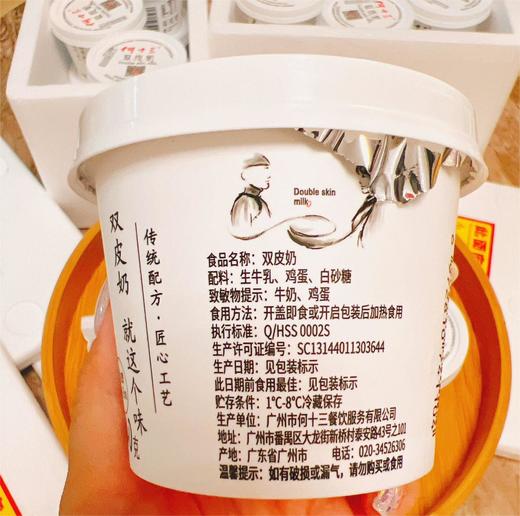 何十三
双皮奶
Double skin
milk
食品名称：双皮奶
配料：生牛乳、鸡蛋、白砂糖
致敏物提示：牛奶、鸡蛋
食用方法：开盖即食或开启包装后加热食用
执行标准：Q/HSS 0002S
生产许可证编号：SC13144011303644
生产日期：见包装标示
此日期前食用最佳：见包装标示
贮存条件：1℃-8℃冷藏保存
生产单位：广州市何十三餐饮服务有限公司
地址：广州市番禺区大龙街新桥村泰安路43号之101
产地：广东省广州市 电话：020-34526306
温馨提示：如有破损或漏气，请勿购买或食用
传统配方·匠心工艺
双皮奶 就这个味
克